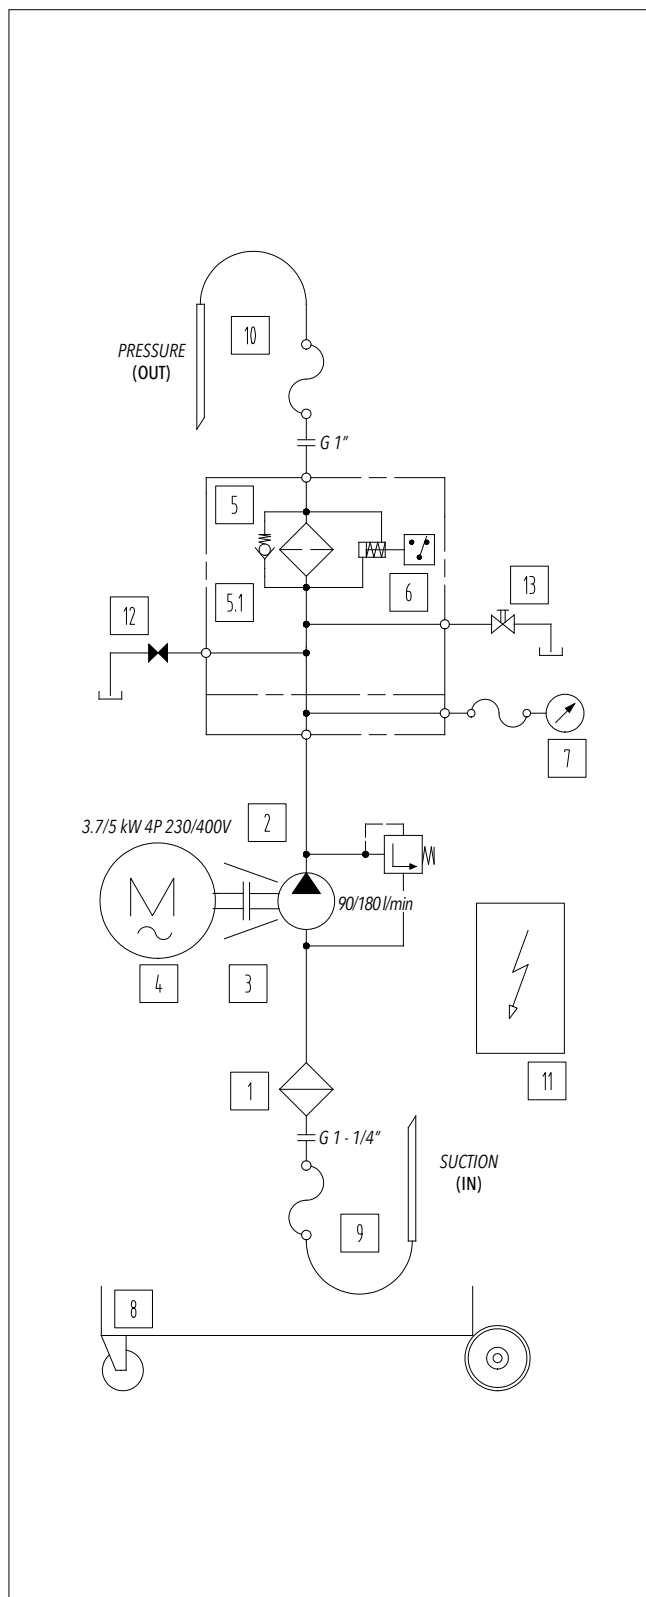 10
PRESSURE
(OUT)
G 1"
5
5.1
6
13
12
7
2
3.7/5 kW 4P 230/400V
M
90/180 l/min
4
3
11
1
G 1 - 1/4"
SUCTION
(IN)
9
8